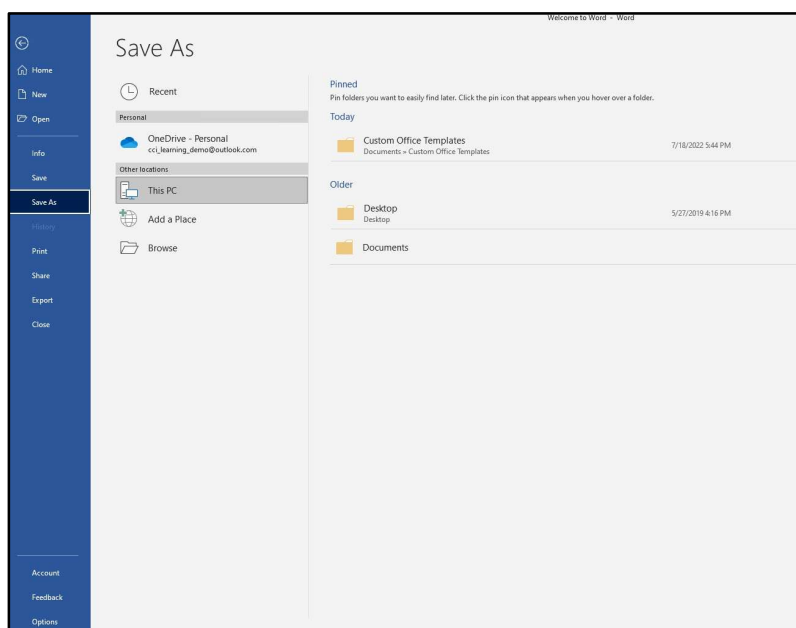 Welcome to Word - Word
Home
New
Open
Info
Save
Save As
History
Print
Share
Export
Close
Account
Feedback
Options
Save As
Recent
Personal
OneDrive - Personal
cci_learning_demo@outlook.com
Other locations
This PC
Add a Place
Browse
Pinned
Pin folders you want to easily find later. Click the pin icon that appears when you hover over a folder.
Today
Custom Office Templates 7/18/2022 5:44 PM
Documents » Custom Office Templates
Older
Desktop 5/27/2019 4:16 PM
Desktop
Documents